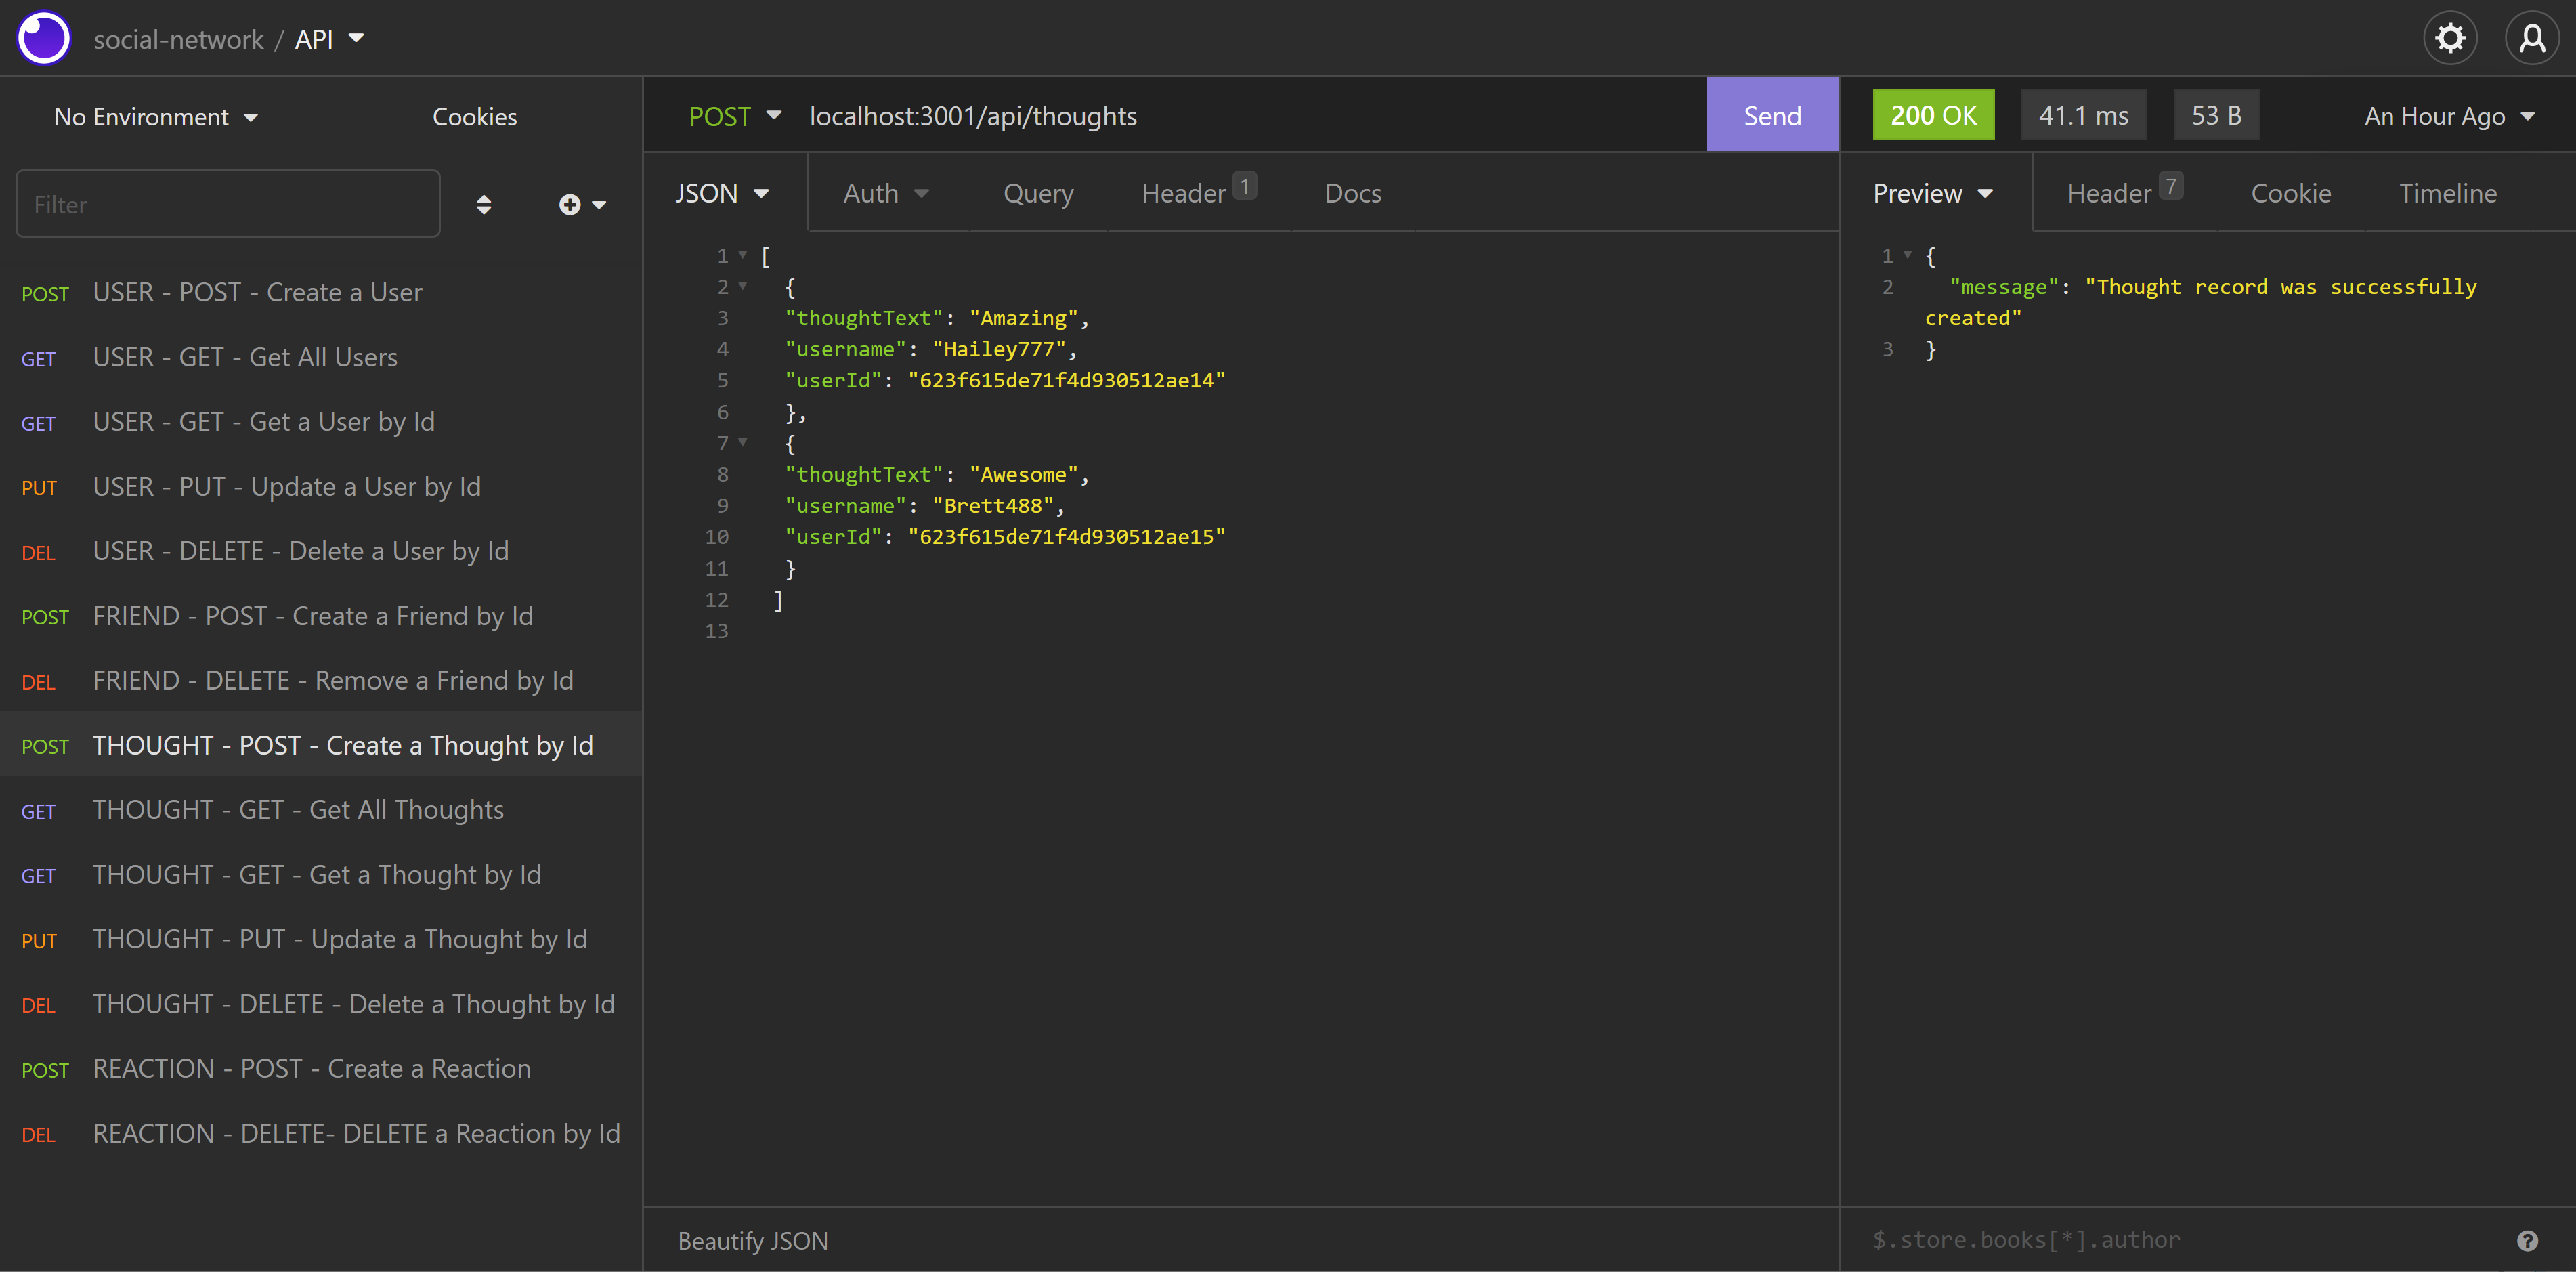 social-network / API
No Environment
Cookies
Filter
POST USER - POST - Create a User
GET USER - GET - Get All Users
GET USER - GET - Get a User by Id
PUT USER - PUT - Update a User by Id
DEL USER - DELETE - Delete a User by Id
POST FRIEND - POST - Create a Friend by Id
DEL FRIEND - DELETE - Remove a Friend by Id
POST THOUGHT - POST - Create a Thought by Id
GET THOUGHT - GET - Get All Thoughts
GET THOUGHT - GET - Get a Thought by Id
PUT THOUGHT - PUT - Update a Thought by Id
DEL THOUGHT - DELETE - Delete a Thought by Id
POST REACTION - POST - Create a Reaction
DEL REACTION - DELETE- DELETE a Reaction by Id
POST localhost:3001/api/thoughts Send
JSON Auth Query Header 1 Docs
1 [
2 {
3 "thoughtText": "Amazing",
4 "username": "Hailey777",
5 "userId": "623f615de71f4d930512ae14"
6 },
7 {
8 "thoughtText": "Awesome",
9 "username": "Brett488",
10 "userId": "623f615de71f4d930512ae15"
11 }
12 ]
13
Beautify JSON
200 OK 41.1 ms 53 B An Hour Ago
Preview Header 7 Cookie Timeline
1 {
2 "message": "Thought record was successfully
created"
3 }
$.store.books[*].author
?